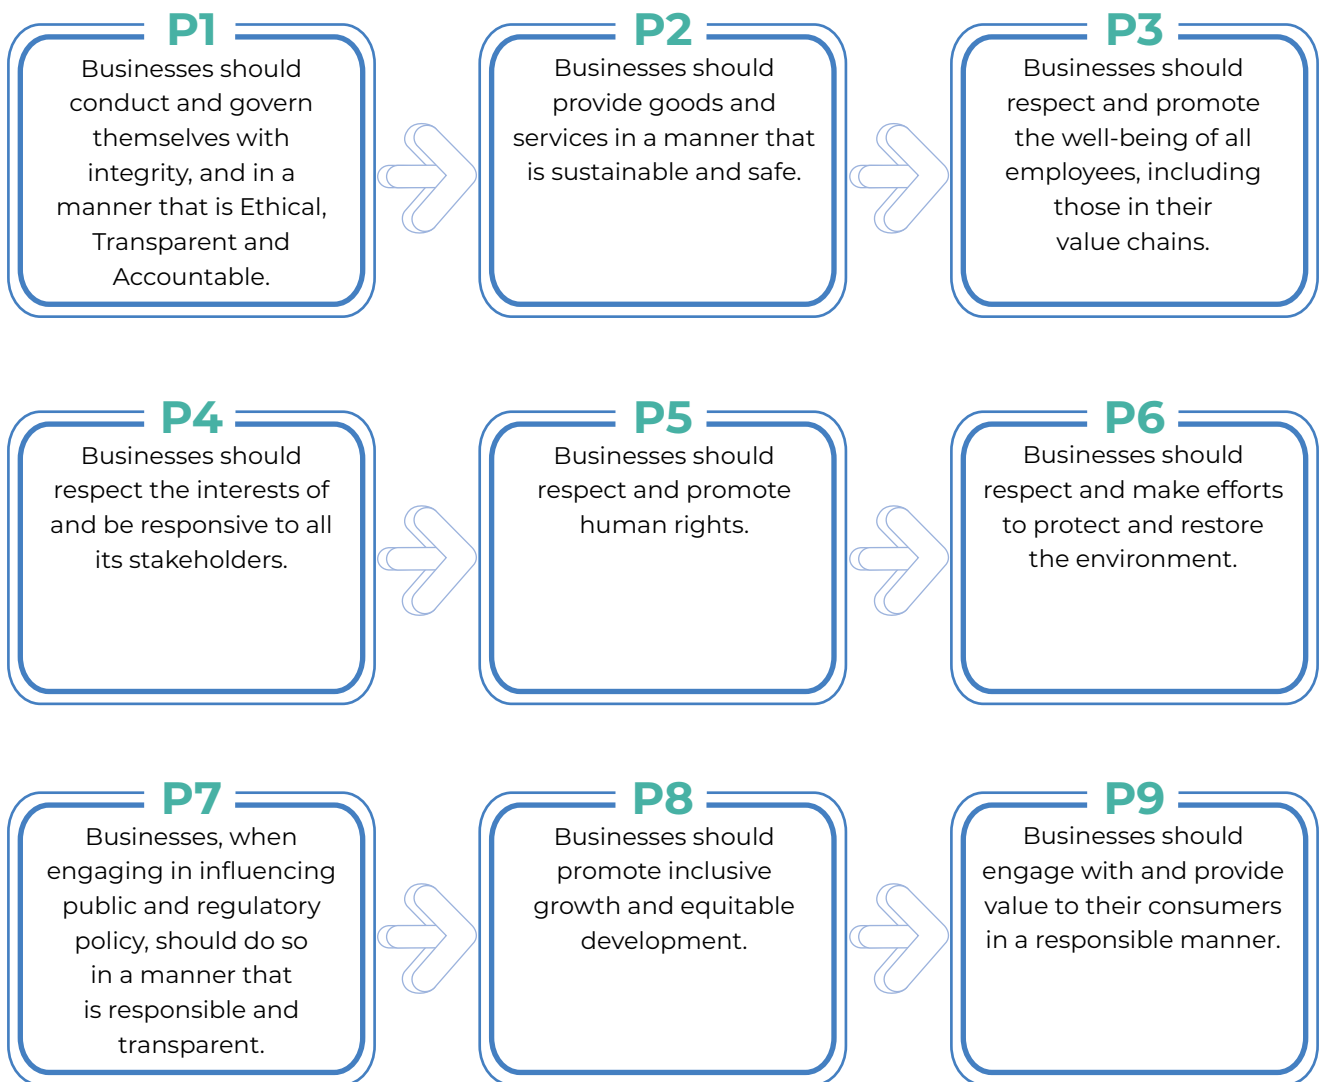 P1
Businesses should
conduct and govern
themselves with
integrity, and in a
manner that is Ethical,
Transparent and
Accountable.
P2
Businesses should
provide goods and
services in a manner that
is sustainable and safe.
P3
Businesses should
respect and promote
the well-being of all
employees, including
those in their
value chains.
P4
Businesses should
respect the interests of
and be responsive to all
its stakeholders.
P5
Businesses should
respect and promote
human rights.
P6
Businesses should
respect and make efforts
to protect and restore
the environment.
P7
Businesses, when
engaging in influencing
public and regulatory
policy, should do so
in a manner that
is responsible and
transparent.
P8
Businesses should
promote inclusive
growth and equitable
development.
P9
Businesses should
engage with and provide
value to their consumers
in a responsible manner.